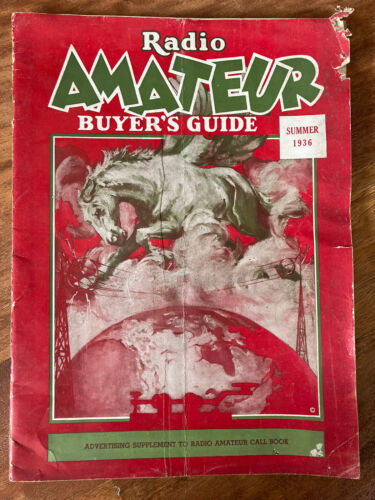 Radio
AMATEUR
BUYER'S GUIDE
SUMMER
1936
©
ADVERTISING SUPPLEMENT TO RADIO AMATEUR CALL BOOK